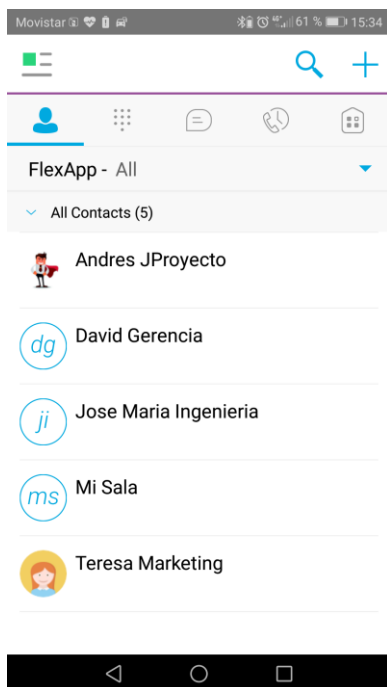 Movistar 61 % 15:34
FlexApp - All
All Contacts (5)
Andres JProyecto
dg David Gerencia
ji Jose Maria Ingenieria
ms Mi Sala
Teresa Marketing